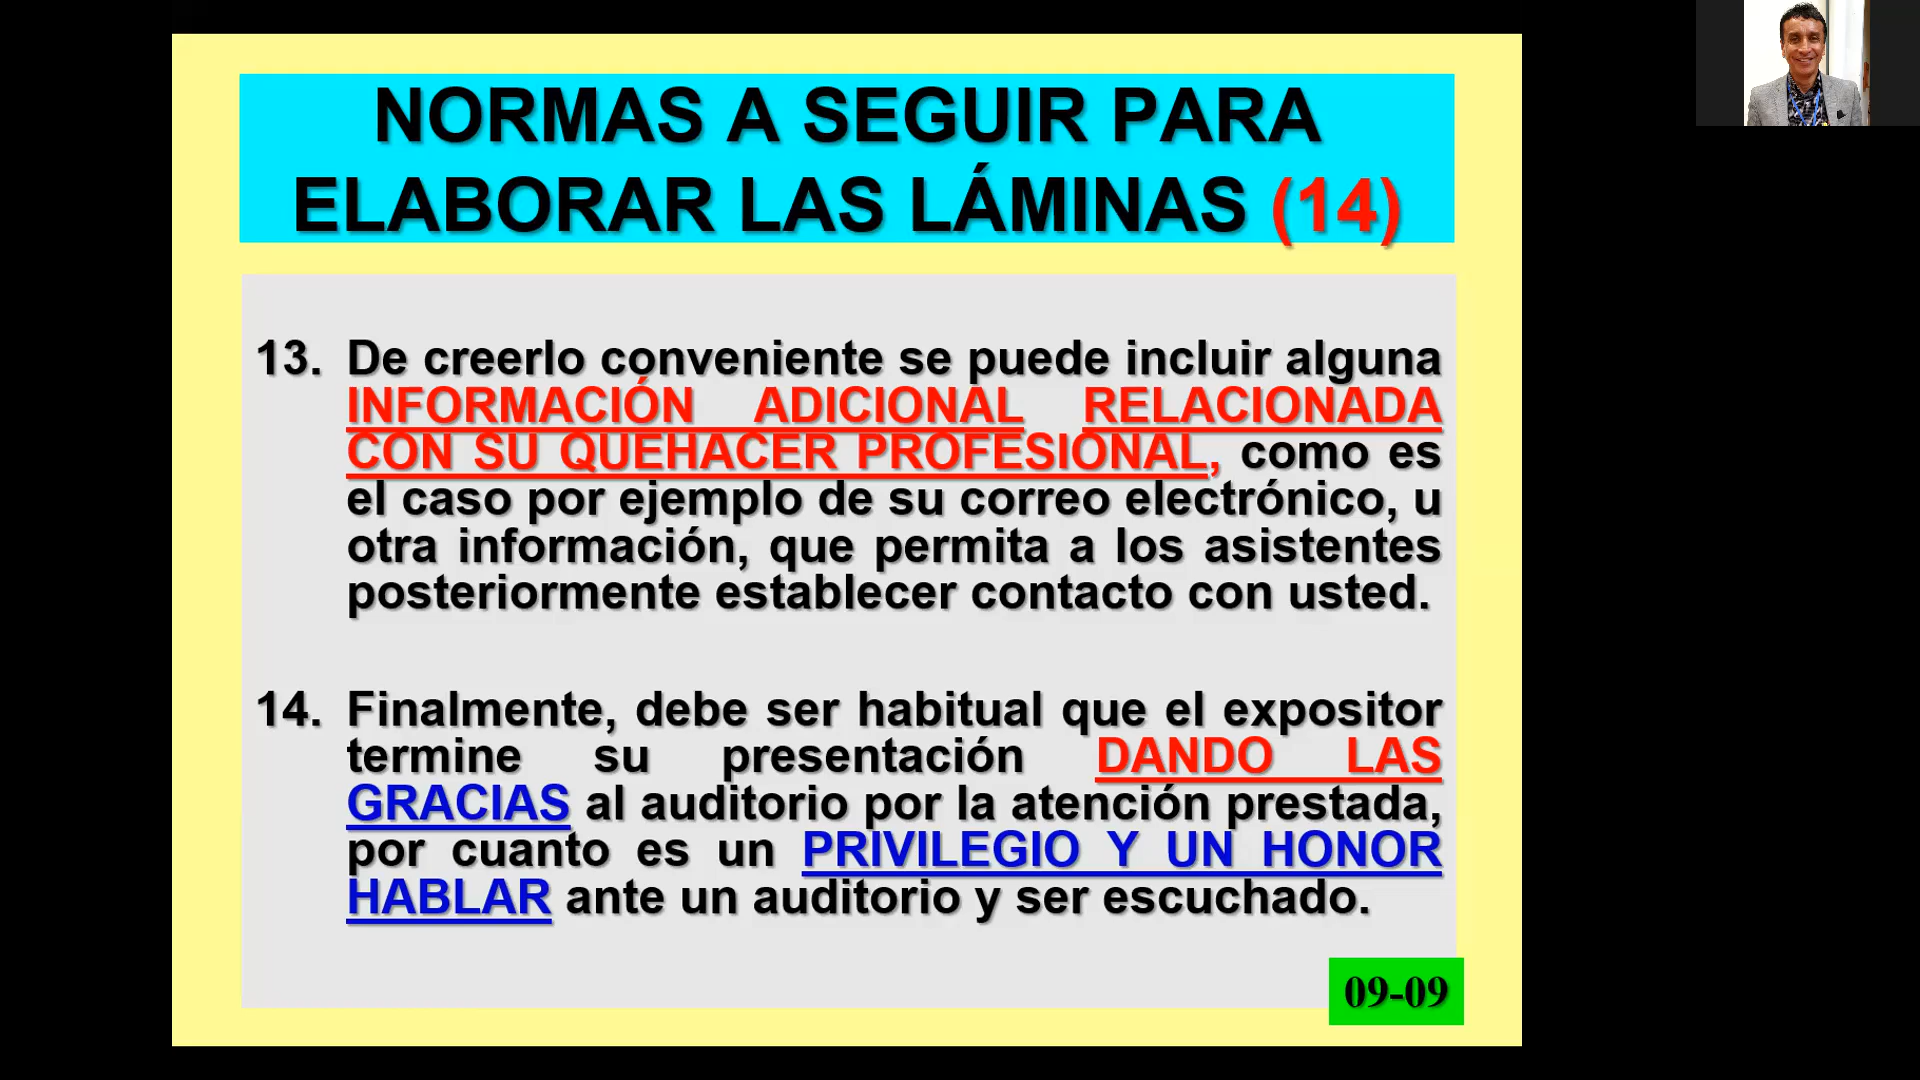 NORMAS A SEGUIR PARA
ELABORAR LAS LÁMINAS (14)
13. De creerlo conveniente se puede incluir alguna
INFORMACIÓN ADICIONAL RELACIONADA
CON SU QUEHACER PROFESIONAL, como es
el caso por ejemplo de su correo electrónico, u
otra información, que permita a los asistentes
posteriormente establecer contacto con usted.
14. Finalmente, debe ser habitual que el expositor
termine su presentación DANDO LAS
GRACIAS al auditorio por la atención prestada,
por cuanto es un PRIVILEGIO Y UN HONOR
HABLAR ante un auditorio y ser escuchado.
09-09